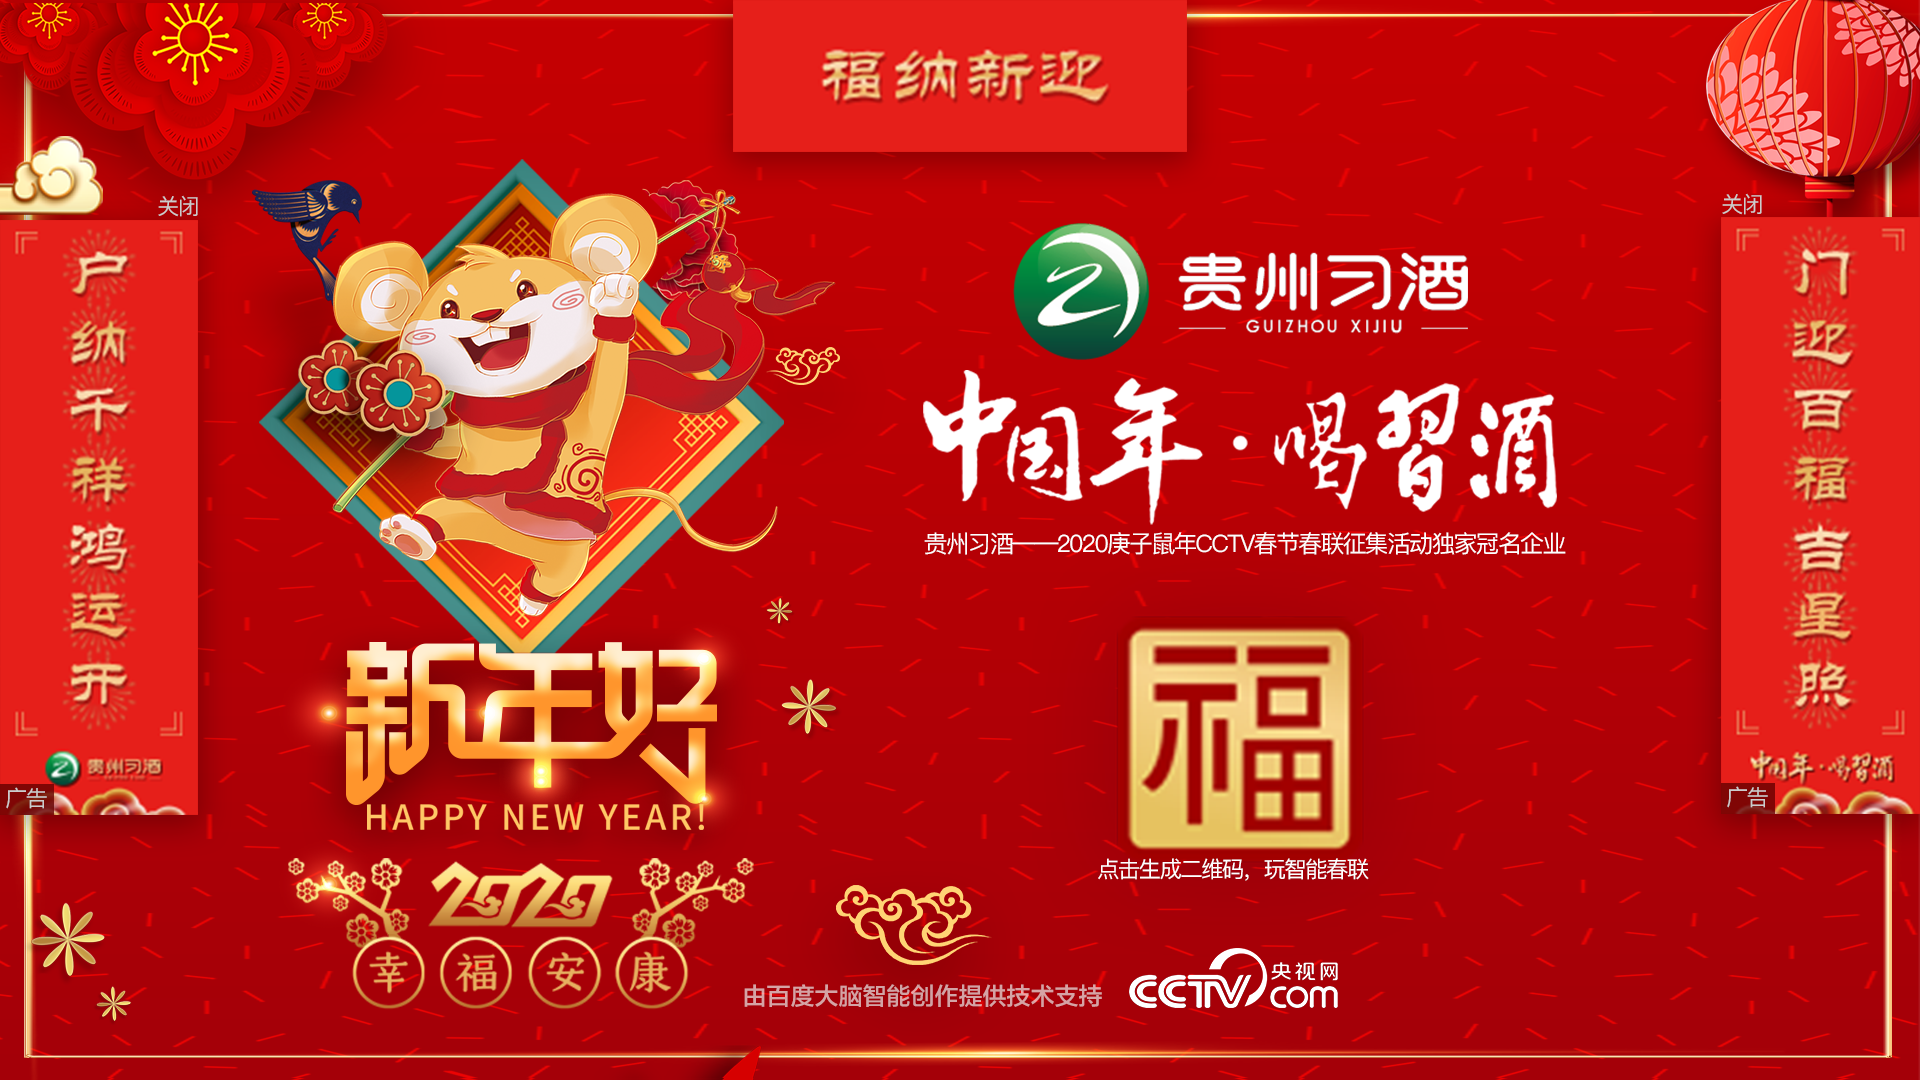 福纳新迎
关闭
户纳千祥鸿运开
贵州习酒
广告
关闭
门迎百福吉星照
中国年·喝習酒
广告
贵州习酒
GUIZHOU XIJIU
中国年·喝習酒
贵州习酒——2020庚子鼠年CCTV春节春联征集活动独家冠名企业
新年好
HAPPY NEW YEAR!
2020
幸福安康
福
点击生成二维码，玩智能春联
由百度大脑智能创作提供技术支持
CCTV.com 央视网